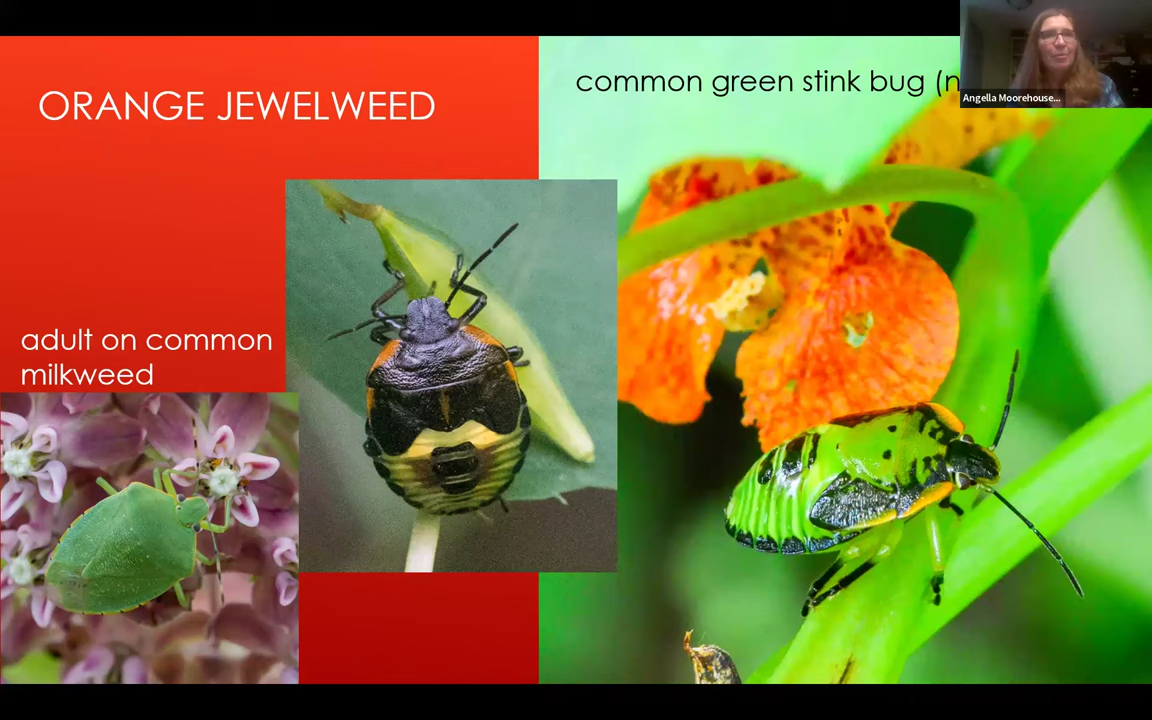 ORANGE JEWELWEED
common green stink bug (n
Angella Moorehouse...
adult on common
milkweed